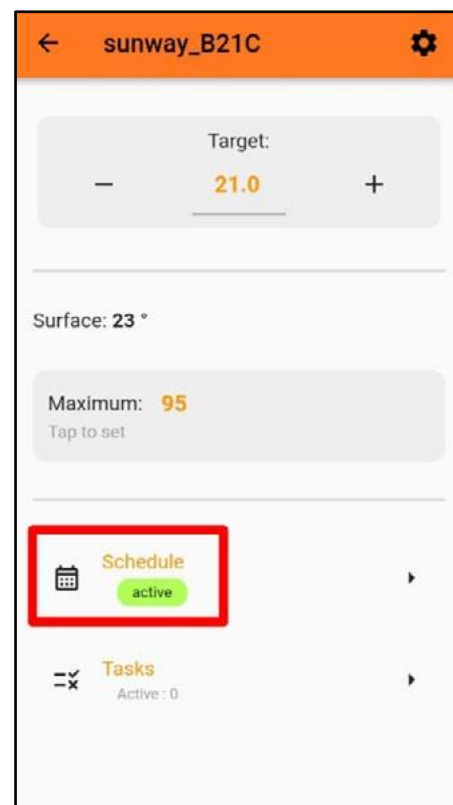 sunway_B21C
Target:
− 21.0 +
Surface: 23 °
Maximum: 95
Tap to set
Schedule
active
Tasks
Active : 0